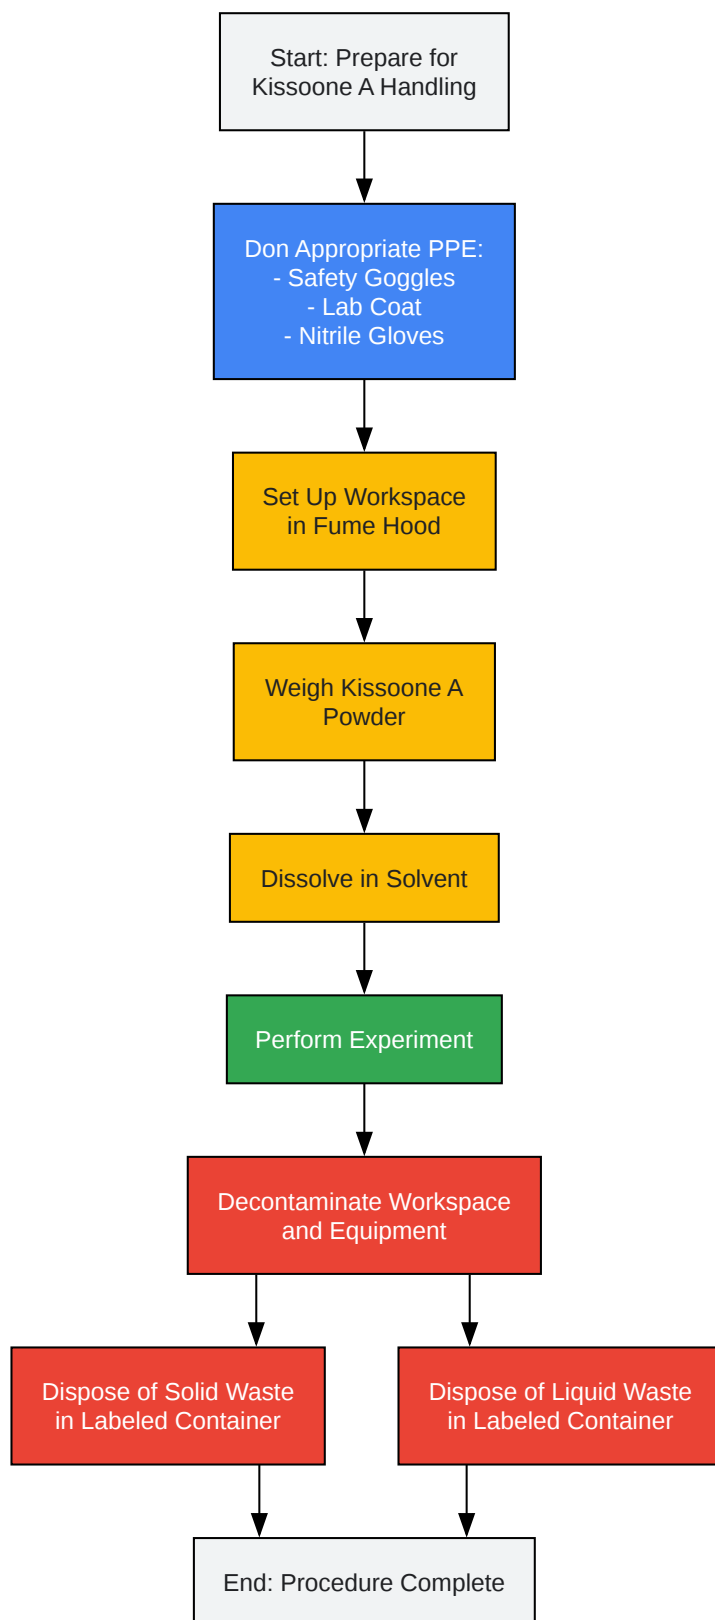 Start: Prepare for
Kissoone A Handling
Don Appropriate PPE:
- Safety Goggles
- Lab Coat
- Nitrile Gloves
Set Up Workspace
in Fume Hood
Weigh Kissoone A
Powder
Dissolve in Solvent
Perform Experiment
Decontaminate Workspace
and Equipment
Dispose of Solid Waste
in Labeled Container
Dispose of Liquid Waste
in Labeled Container
End: Procedure Complete